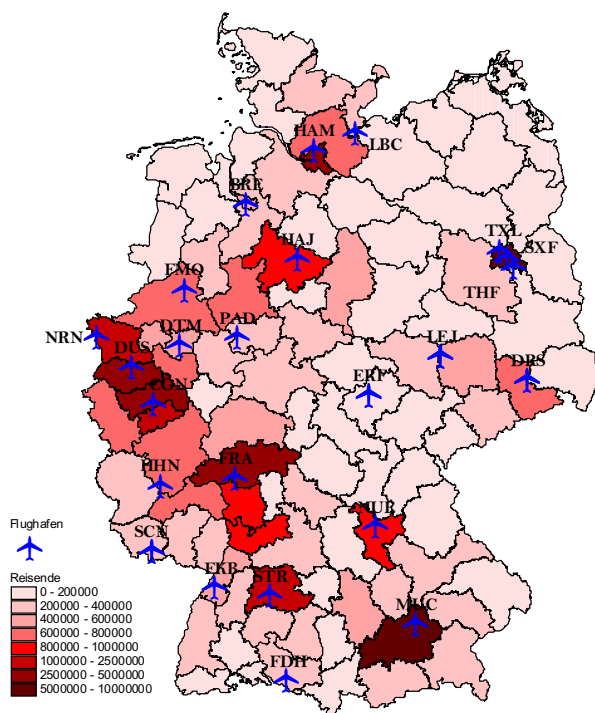 HAM
LBC
BRE
TXL
SXF
HAJ
FMO
THF
NRN
DTM
PAD
DUS
LEJ
DRS
CGN
ERF
FRA
HHN
NUE
SCN
FKB
STR
MUC
FDH
Flughafen
Reisende
0 - 200000
200000 - 400000
400000 - 600000
600000 - 800000
800000 - 1000000
1000000 - 2500000
2500000 - 5000000
5000000 - 10000000